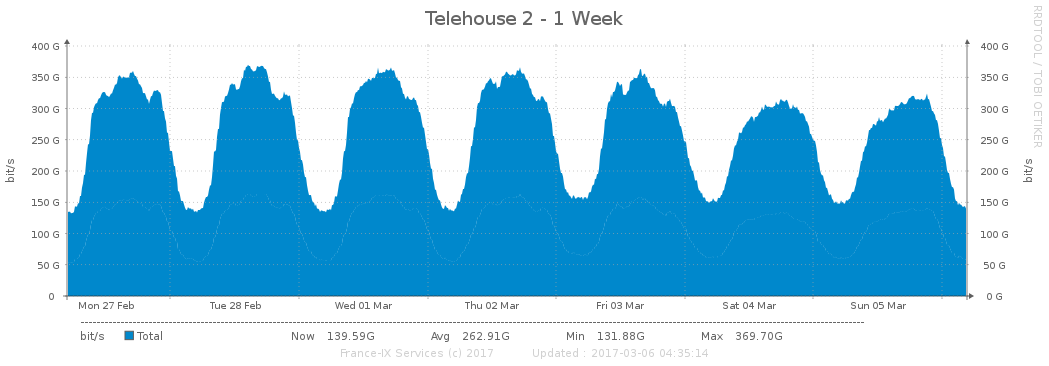 Telehouse 2 - 1 Week
RRDTOOL / TOBI OETIKER
bit/s
bit/s
400 G 400 G
350 G 350 G
300 G 300 G
250 G 250 G
200 G 200 G
150 G 150 G
100 G 100 G
50 G 50 G
0 0 G
Mon 27 Feb Tue 28 Feb Wed 01 Mar Thu 02 Mar Fri 03 Mar Sat 04 Mar Sun 05 Mar
bit/s Total Now 139.59G Avg 262.91G Min 131.88G Max 369.70G
France-IX Services (c) 2017 Updated : 2017-03-06 04:35:14